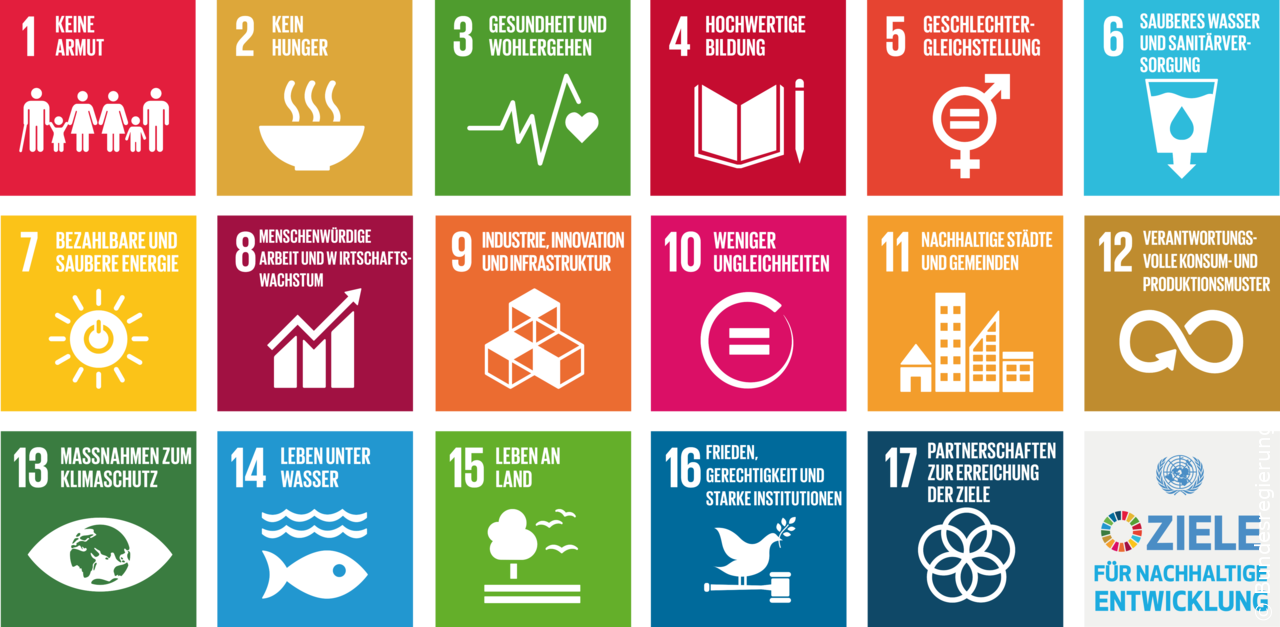 1 KEINE
ARMUT
2 KEIN
HUNGER
3 GESUNDHEIT UND
WOHLERGEHEN
4 HOCHWERTIGE
BILDUNG
5 GESCHLECHTER-
GLEICHSTELLUNG
6 SAUBERES WASSER
UND SANITÄRVER-
SORGUNG
7 BEZAHLBARE UND
SAUBERE ENERGIE
8 MENSCHENWÜRDIGE
ARBEIT UND WIRTSCHAFTS-
WACHSTUM
9 INDUSTRIE, INNOVATION
UND INFRASTRUKTUR
10 WENIGER
UNGLEICHHEITEN
11 NACHHALTIGE STÄDTE
UND GEMEINDEN
12 VERANTWORTUNGS-
VOLLE KONSUM- UND
PRODUKTIONSMUSTER
13 MASSNAHMEN ZUM
KLIMASCHUTZ
14 LEBEN UNTER
WASSER
15 LEBEN AN
LAND
16 FRIEDEN,
GERECHTIGKEIT UND
STARKE INSTITUTIONEN
17 PARTNERSCHAFTEN
ZUR ERREICHUNG
DER ZIELE
ZIELE
FÜR NACHHALTIGE
ENTWICKLUNG
© Bundesregierung